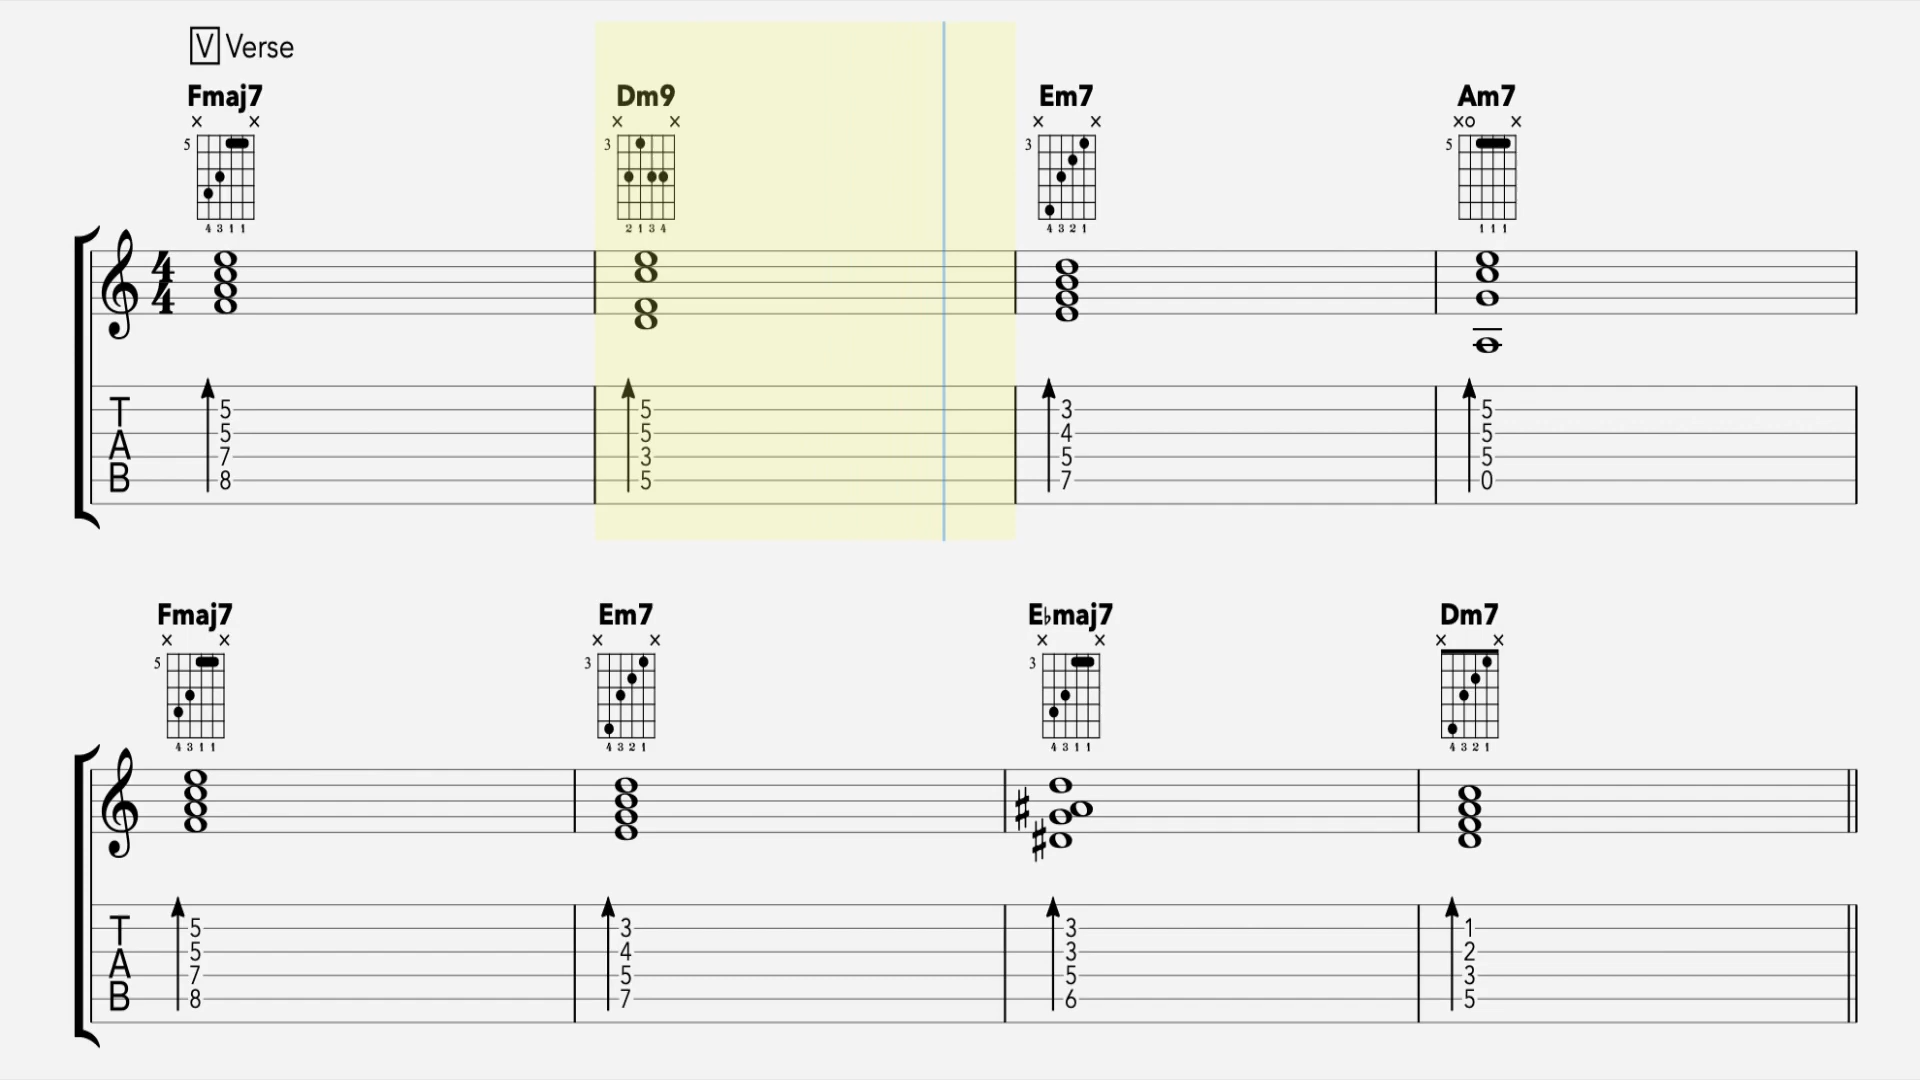 V Verse
Fmaj7 Dm9 Em7 Am7
x x x x x x xo x
5 3 3 5
4 3 1 1 2 1 3 4 4 3 2 1 1 1 1
4
4
5 5 3 5
T 5 5 4 5
A 7 3 5 5
B 8 5 7 0
Fmaj7 Em7 E♭maj7 Dm7
x x x x x x x x
5 3 3
4 3 1 1 4 3 2 1 4 3 1 1 4 3 2 1
T 5 3 3 1
5 4 3 2
A 7 5 5 3
B 8 7 6 5